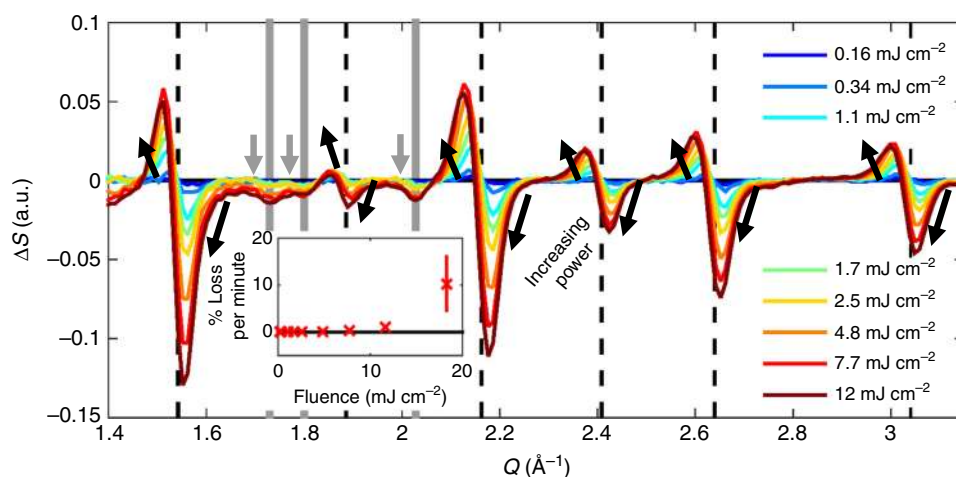 0.1
0.05
0
−0.05
−0.1
−0.15
ΔS (a.u.)
1.4
1.6
1.8
2
2.2
2.4
2.6
2.8
3
Q (Å⁻¹)
0.16 mJ cm⁻²
0.34 mJ cm⁻²
1.1 mJ cm⁻²
1.7 mJ cm⁻²
2.5 mJ cm⁻²
4.8 mJ cm⁻²
7.7 mJ cm⁻²
12 mJ cm⁻²
Increasing
power
% Loss
per minute
20
10
0
0
10
20
Fluence (mJ cm⁻²)